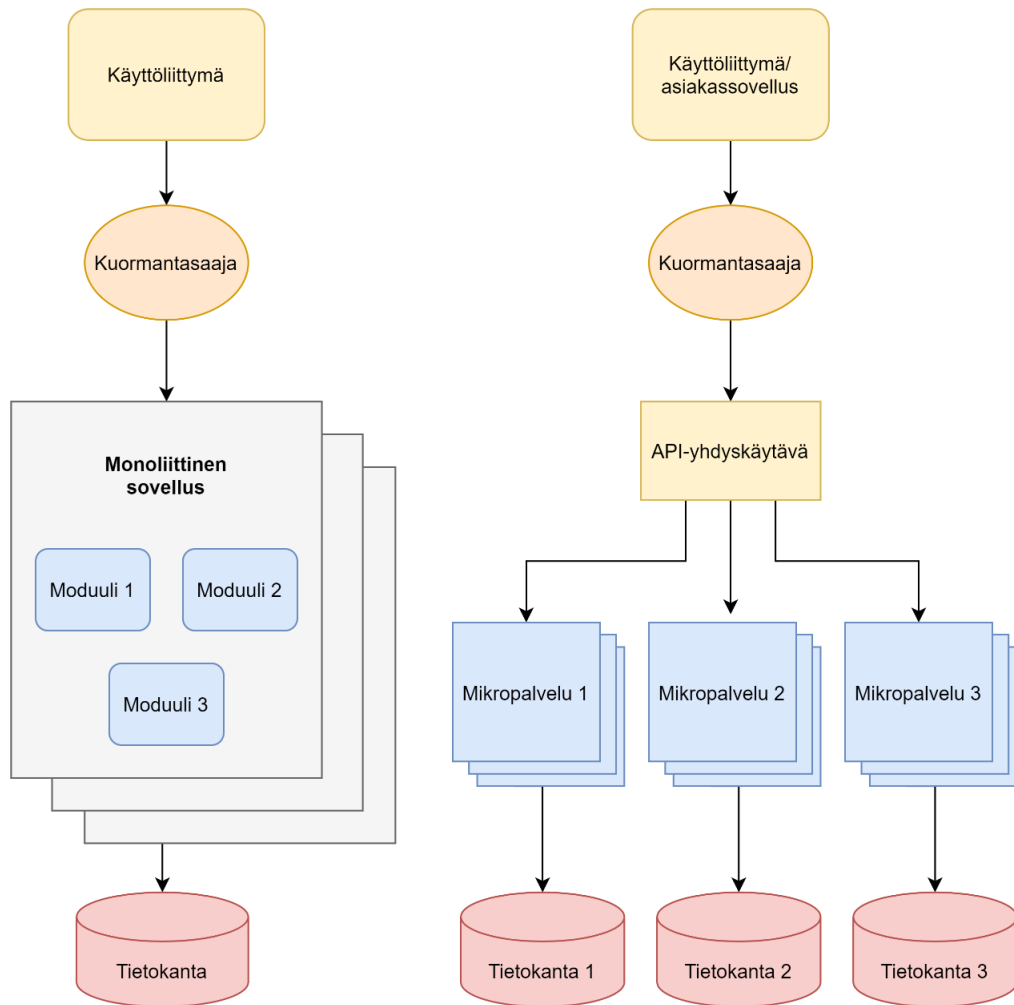 Käyttöliittymä
Kuormantasaaja
Monoliittinen
sovellus
Moduuli 1
Moduuli 2
Moduuli 3
Tietokanta
Käyttöliittymä/
asiakassovellus
Kuormantasaaja
API-yhdyskäytävä
Mikropalvelu 1
Mikropalvelu 2
Mikropalvelu 3
Tietokanta 1
Tietokanta 2
Tietokanta 3